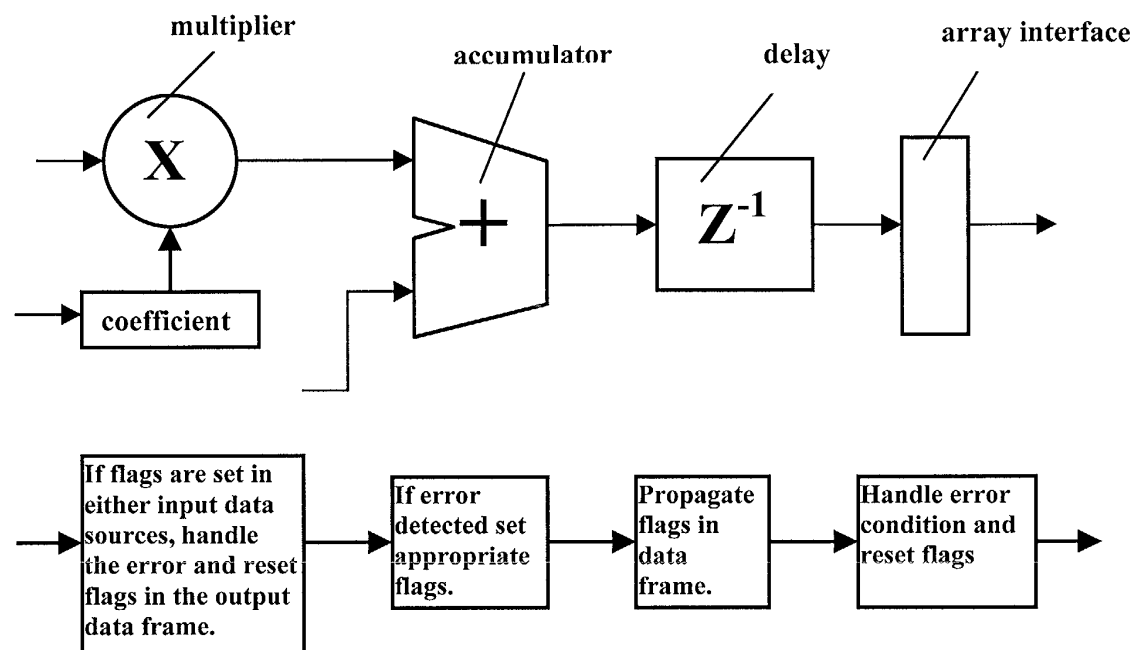 multiplier
accumulator
delay
array interface
X
+
Z⁻¹
coefficient
If flags are set in
either input data
sources, handle
the error and reset
flags in the output
data frame.
If error
detected set
appropriate
flags.
Propagate
flags in
data
frame.
Handle error
condition and
reset flags